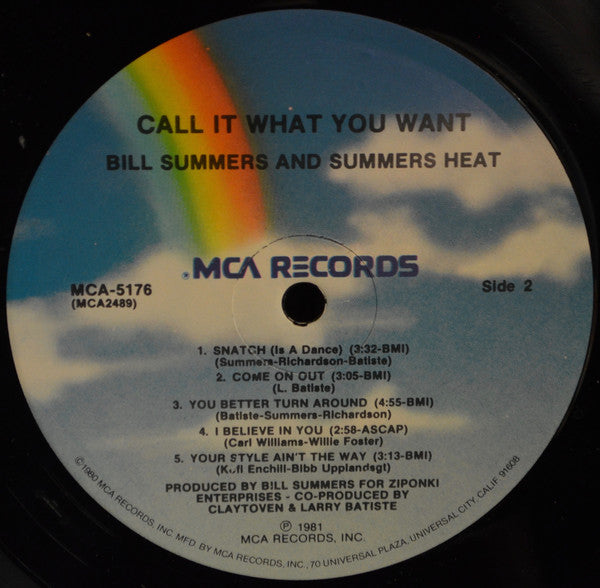 CALL IT WHAT YOU WANT
BILL SUMMERS AND SUMMERS HEAT
MCA RECORDS
MCA-5176
(MCA2489)
Side 2
1. SNATCH (Is A Dance) (3:32-BMI)
(Summers-Richardson-Batiste)
2. COME ON OUT (3:05-BMI)
(L. Batiste)
3. YOU BETTER TURN AROUND (4:55-BMI)
(Batiste-Summers-Richardson)
4. I BELIEVE IN YOU (2:58-ASCAP)
(Carl Williams-Willie Foster)
5. YOUR STYLE AIN'T THE WAY (3:13-BMI)
Enchill-Bibb Upplandsgt)
PRODUCED BY BILL SUMMERS FOR ZIPONKI
ENTERPRISES - CO-PRODUCED BY
CLAYTOVEN & LARRY BATISTE
℗ 1981
MCA RECORDS, INC.
©1980 MCA RECORDS, INC. MFD. BY MCA RECORDS, INC., 70 UNIVERSAL PLAZA, UNIVERSAL CITY, CALIF. 91608